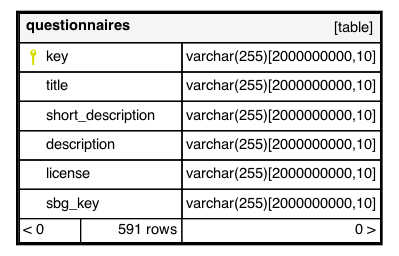 questionnaires [table]
key varchar(255)[2000000000,10]
title varchar(255)[2000000000,10]
short_description varchar(255)[2000000000,10]
description varchar(255)[2000000000,10]
license varchar(255)[2000000000,10]
sbg_key varchar(255)[2000000000,10]
< 0 591 rows 0 >